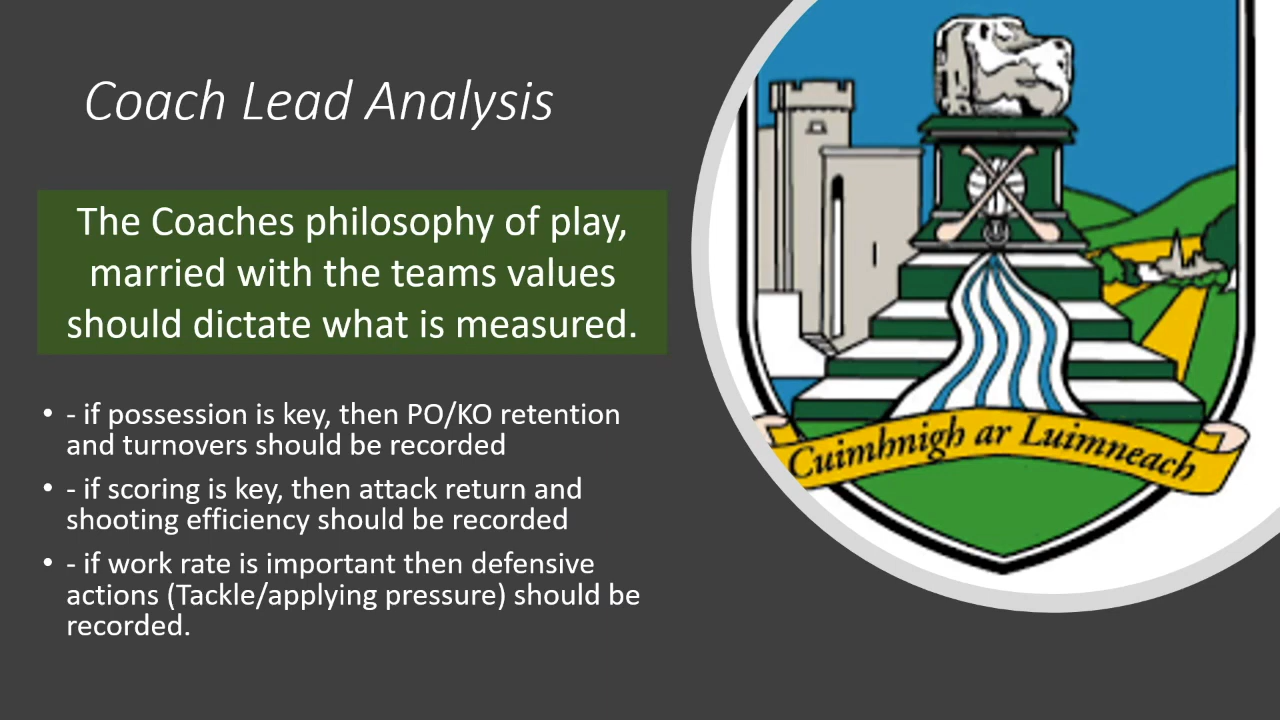 Coach Lead Analysis
The Coaches philosophy of play,
married with the teams values
should dictate what is measured.
• - if possession is key, then PO/KO retention
and turnovers should be recorded
• - if scoring is key, then attack return and
shooting efficiency should be recorded
• - if work rate is important then defensive
actions (Tackle/applying pressure) should be
recorded.
Cuimhnigh ar Luimneach